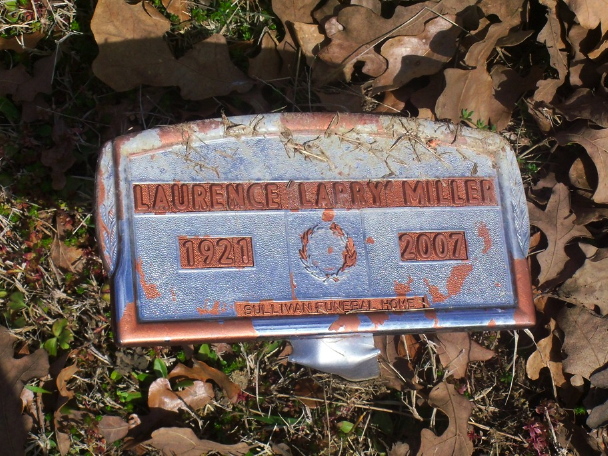 LAURENCE 'LARRY' MILLER
1921 2007
SULLIVAN FUNERAL HOME